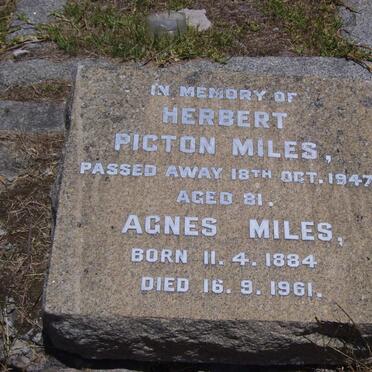 IN MEMORY OF
HERBERT
PICTON MILES,
PASSED AWAY 18TH OCT. 1947
AGED 81.
AGNES MILES,
BORN 11. 4. 1884
DIED 16. 9. 1961.